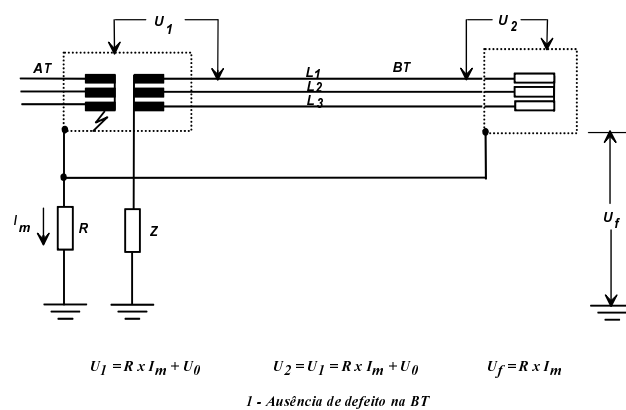 U1
U2
AT
L1
BT
L2
L3
Im
R
Z
Uf
U1 = R x Im + U0
U2 = U1 = R x Im + U0
Uf = R x Im
1 - Ausência de defeito na BT